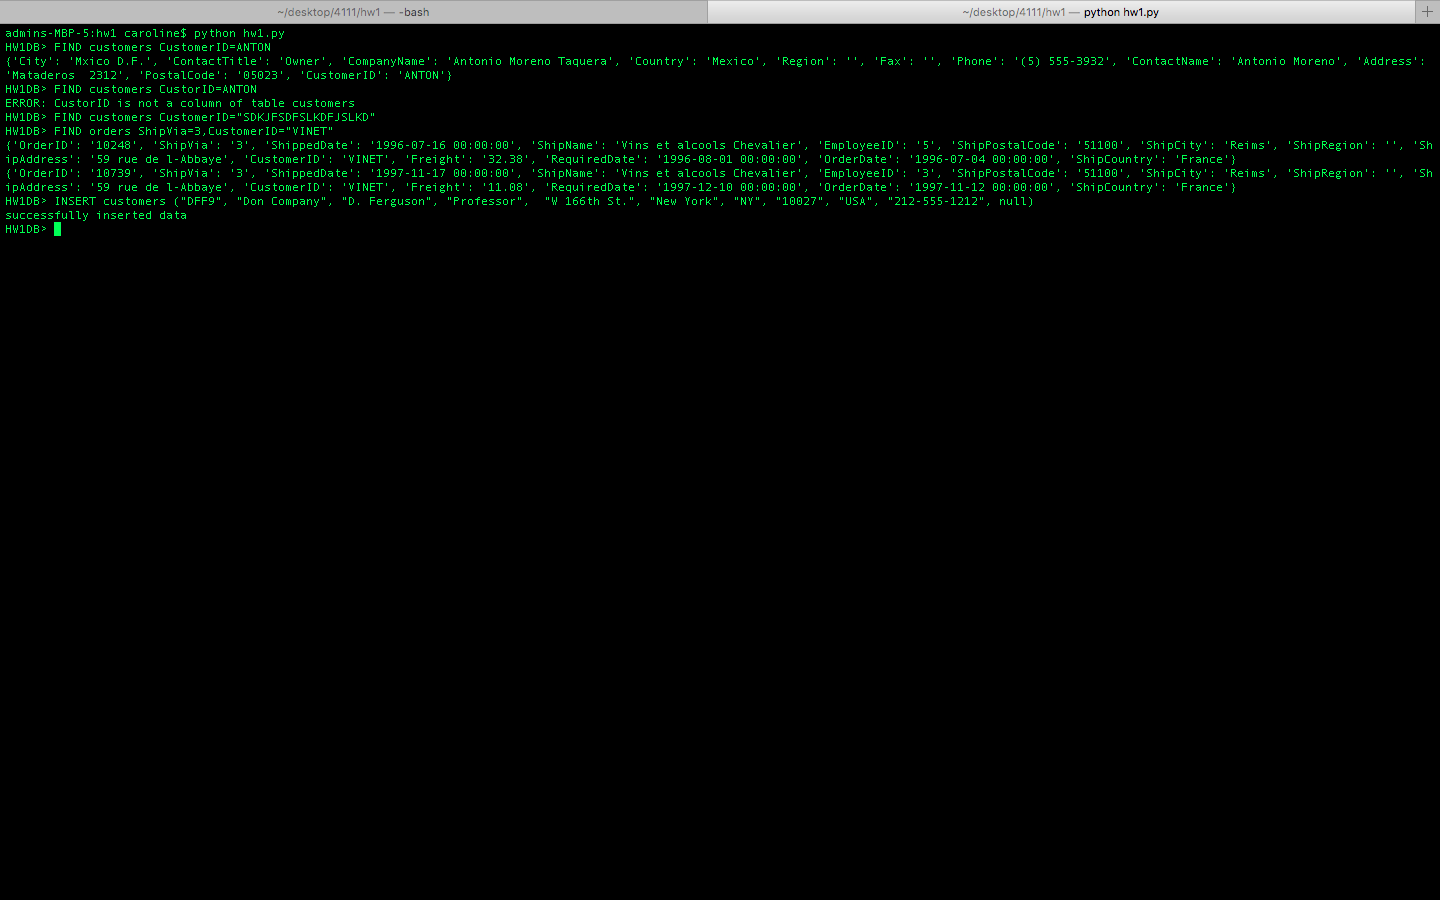 ~/desktop/4111/hw1 — -bash
~/desktop/4111/hw1 — python hw1.py
admins-MBP-5:hw1 caroline$ python hw1.py
HW1DB> FIND customers CustomerID=ANTON
{'City': 'Mxico D.F.', 'ContactTitle': 'Owner', 'CompanyName': 'Antonio Moreno Taquera', 'Country': 'Mexico', 'Region': '', 'Fax': '', 'Phone': '(5) 555-3932', 'ContactName': 'Antonio Moreno', 'Address':
'Mataderos  2312', 'PostalCode': '05023', 'CustomerID': 'ANTON'}
HW1DB> FIND customers CustorID=ANTON
ERROR: CustorID is not a column of table customers
HW1DB> FIND customers CustomerID="SDKJFSDFSLKDFJSLKD"
HW1DB> FIND orders ShipVia=3,CustomerID="VINET"
{'OrderID': '10248', 'ShipVia': '3', 'ShippedDate': '1996-07-16 00:00:00', 'ShipName': 'Vins et alcools Chevalier', 'EmployeeID': '5', 'ShipPostalCode': '51100', 'ShipCity': 'Reims', 'ShipRegion': '', 'Sh
ipAddress': '59 rue de l-Abbaye', 'CustomerID': 'VINET', 'Freight': '32.38', 'RequiredDate': '1996-08-01 00:00:00', 'OrderDate': '1996-07-04 00:00:00', 'ShipCountry': 'France'}
{'OrderID': '10739', 'ShipVia': '3', 'ShippedDate': '1997-11-17 00:00:00', 'ShipName': 'Vins et alcools Chevalier', 'EmployeeID': '3', 'ShipPostalCode': '51100', 'ShipCity': 'Reims', 'ShipRegion': '', 'Sh
ipAddress': '59 rue de l-Abbaye', 'CustomerID': 'VINET', 'Freight': '11.08', 'RequiredDate': '1997-12-10 00:00:00', 'OrderDate': '1997-11-12 00:00:00', 'ShipCountry': 'France'}
HW1DB> INSERT customers ("DFF9", "Don Company", "D. Ferguson", "Professor",  "W 166th St.", "New York", "NY", "10027", "USA", "212-555-1212", null)
successfully inserted data
HW1DB>